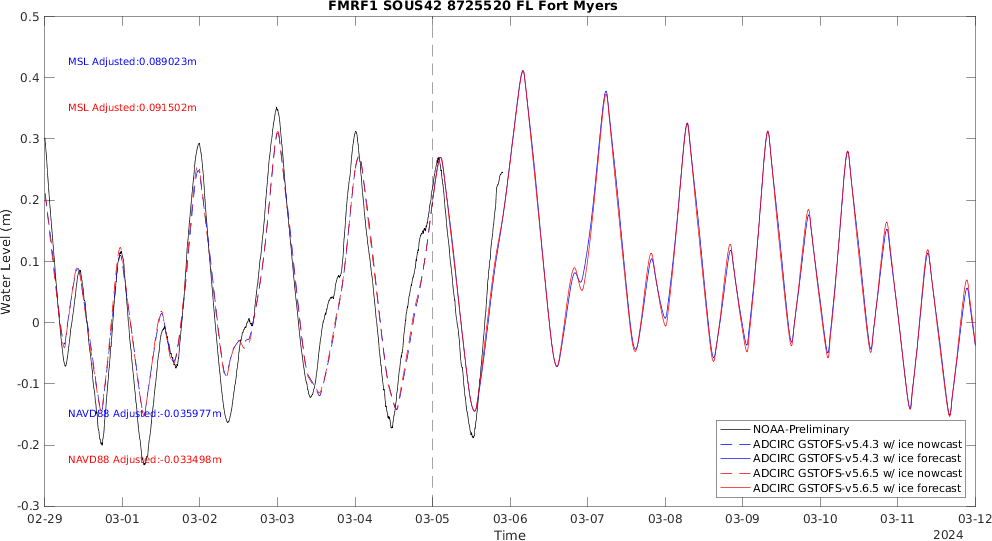 FMRF1 SOUS42 8725520 FL Fort Myers
0.5
MSL Adjusted:0.089023m
0.4
MSL Adjusted:0.091502m
0.3
0.2
0.1
0
-0.1
NAVD88 Adjusted:-0.035977m
-0.2
NAVD88 Adjusted:-0.033498m
-0.3
Water Level (m)
NOAA-Preliminary
ADCIRC GSTOFS-v5.4.3 w/ ice nowcast
ADCIRC GSTOFS-v5.4.3 w/ ice forecast
ADCIRC GSTOFS-v5.6.5 w/ ice nowcast
ADCIRC GSTOFS-v5.6.5 w/ ice forecast
02-29 03-01 03-02 03-03 03-04 03-05 03-06 03-07 03-08 03-09 03-10 03-11 03-12
Time
2024